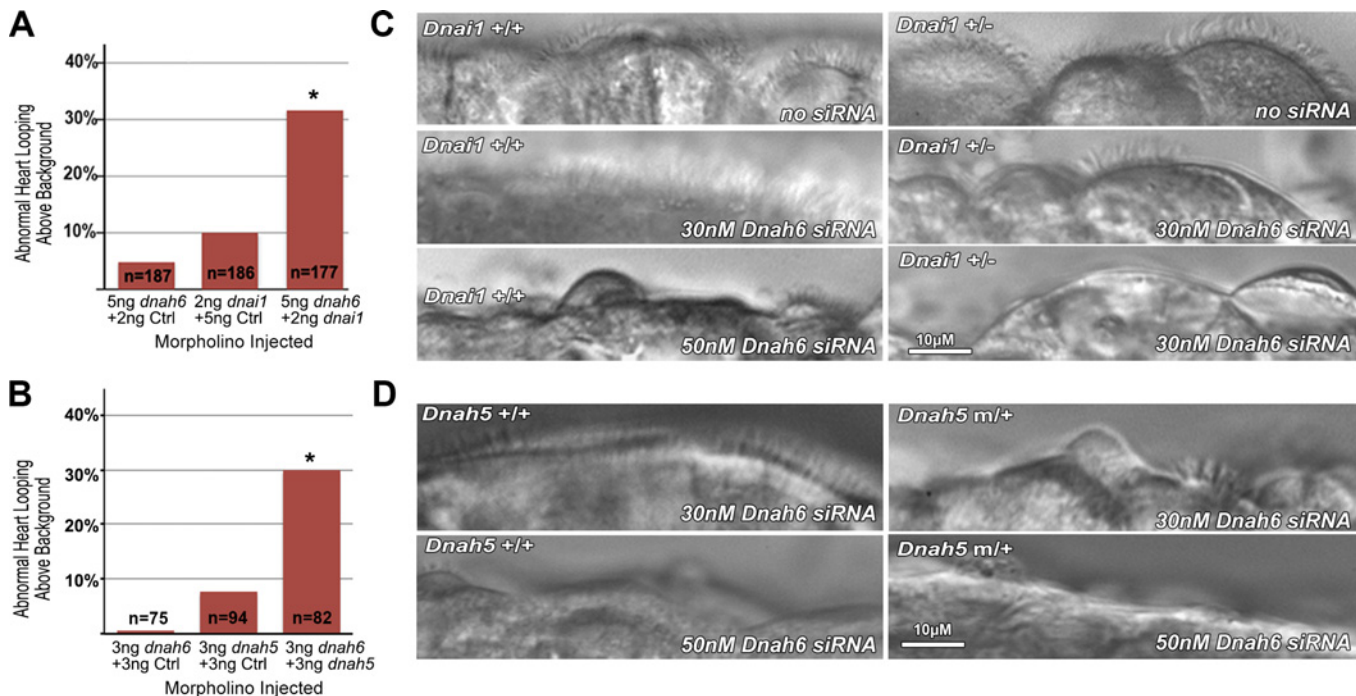 A
Abnormal Heart Looping
Above Background
40%
30%
20%
10%
*
n=187
n=186
n=177
5ng dnah6
+2ng Ctrl
2ng dnai1
+5ng Ctrl
5ng dnah6
+2ng dnai1
Morpholino Injected
B
Abnormal Heart Looping
Above Background
40%
30%
20%
10%
*
n=75
n=94
n=82
3ng dnah6
+3ng Ctrl
3ng dnah5
+3ng Ctrl
3ng dnah6
+3ng dnah5
Morpholino Injected
C
Dnai1 +/+
no siRNA
Dnai1 +/-
no siRNA
Dnai1 +/+
30nM Dnah6 siRNA
Dnai1 +/-
30nM Dnah6 siRNA
Dnai1 +/+
50nM Dnah6 siRNA
Dnai1 +/-
10µM
30nM Dnah6 siRNA
D
Dnah5 +/+
30nM Dnah6 siRNA
Dnah5 m/+
30nM Dnah6 siRNA
Dnah5 +/+
50nM Dnah6 siRNA
Dnah5 m/+
10µM
50nM Dnah6 siRNA